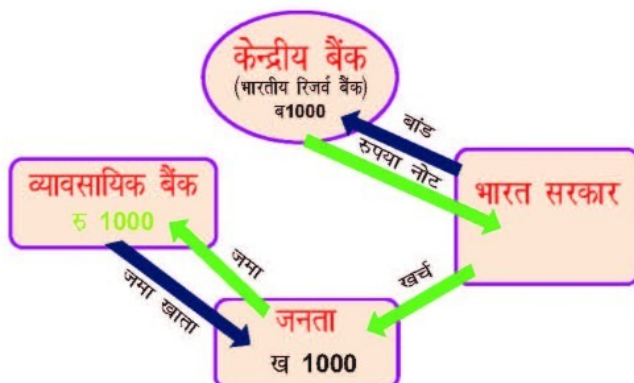 केन्द्रीय बैंक
(भारतीय रिजर्व बैंक)
ब1000
बांड
रुपया नोट
भारत सरकार
व्यावसायिक बैंक
रु 1000
जमा
जमा खाता
खर्च
जनता
ख 1000